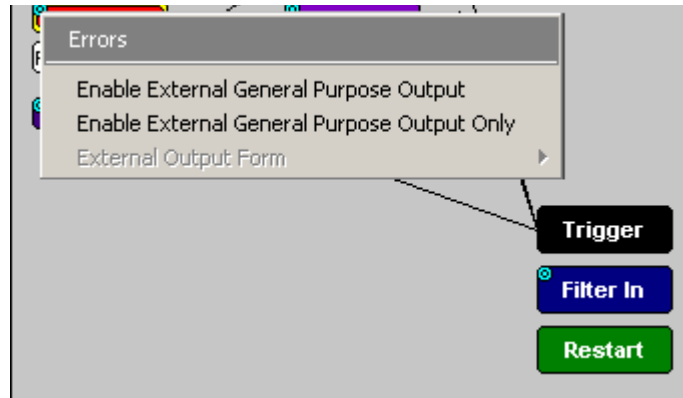 Errors
Enable External General Purpose Output
Enable External General Purpose Output Only
External Output Form
Trigger
Filter In
Restart